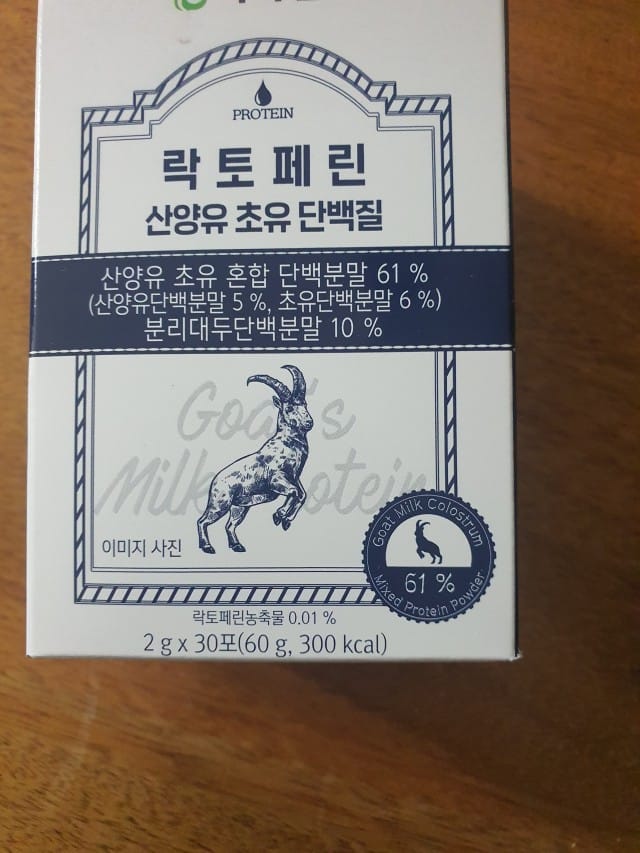 PROTEIN
락토페린
산양유 초유 단백질
산양유 초유 혼합 단백분말 61 %
(산양유단백분말 5 %, 초유단백분말 6 %)
분리대두단백분말 10 %
Goat's
Milk Protein
이미지 사진
Goat Milk Colostrum
61 %
Mixed Protein Powder
락토페린농축물 0.01 %
2 g x 30포(60 g, 300 kcal)